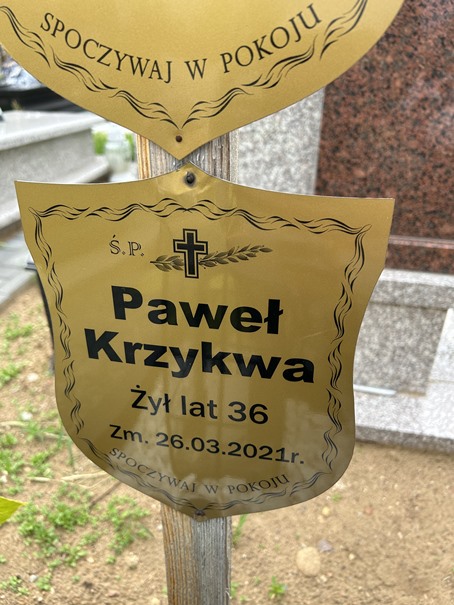 SPOCZYWAJ W POKOJU
Ś.P.
Paweł
Krzykwa
Żył lat 36
Zm. 26.03.2021r.
SPOCZYWAJ W POKOJU